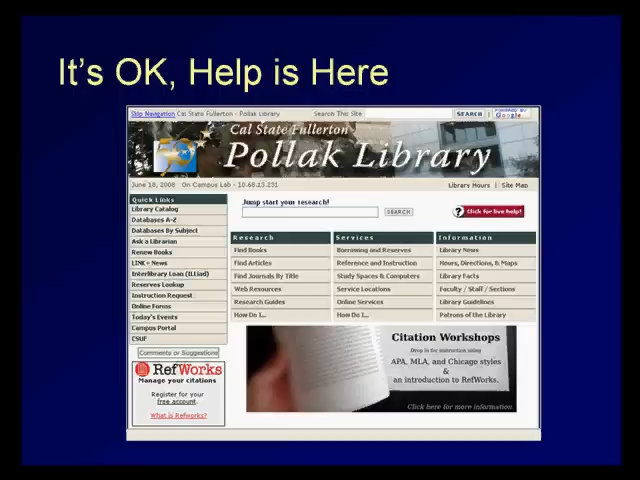 It's OK, Help is Here
Skip Navigation Cal State Fullerton - Pollak Library Search This Site SEARCH | POWERED BY Google
Cal State Fullerton
Pollak Library
June 18, 2008 On Campus Lab - 10.68.13.231 Library Hours | Site Map
Quick Links
Library Catalog
Databases A-Z
Databases By Subject
Ask a Librarian
Renew Books
LINK+ News
Interlibrary Loan (ILLiad)
Reserves Lookup
Instruction Request
Online Forms
Today's Events
Campus Portal
CSUF
Comments or Suggestions
RefWorks
Manage your citations
Register for your
free account.
What is Refworks?
Jump start your research!
SEARCH
? Click for live help!
Research
Find Books
Find Articles
Find Journals By Title
Web Resources
Research Guides
How Do I...
Services
Borrowing and Reserves
Reference and Instruction
Study Spaces & Computers
Service Locations
Online Services
How Do I...
Information
Library News
Hours, Directions, & Maps
Library Facts
Faculty / Staff / Sections
Library Guidelines
Patrons of the Library
Citation Workshops
Drop in for instruction using
APA, MLA, and Chicago styles
&
an introduction to RefWorks.
Click here for more information.